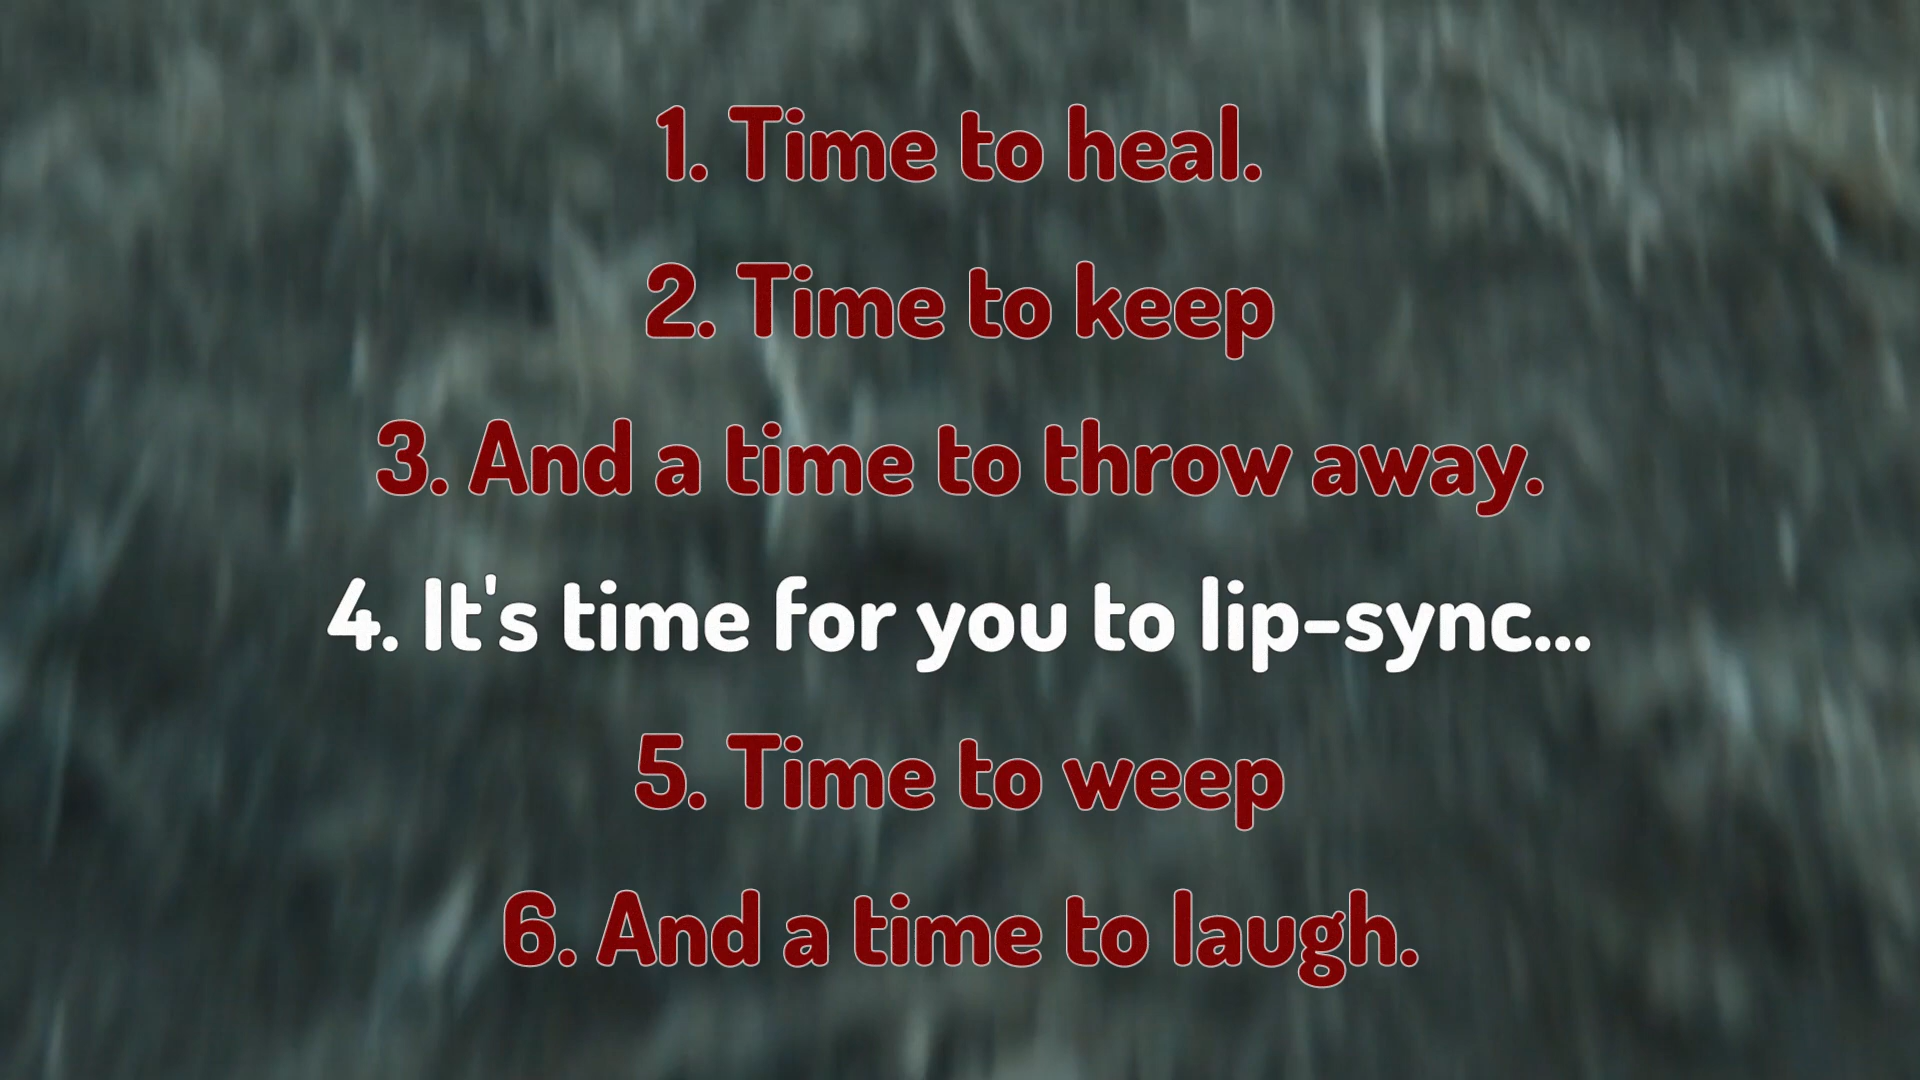 1. Time to heal.
2. Time to keep
3. And a time to throw away.
4. It's time for you to lip-sync...
5. Time to weep
6. And a time to laugh.